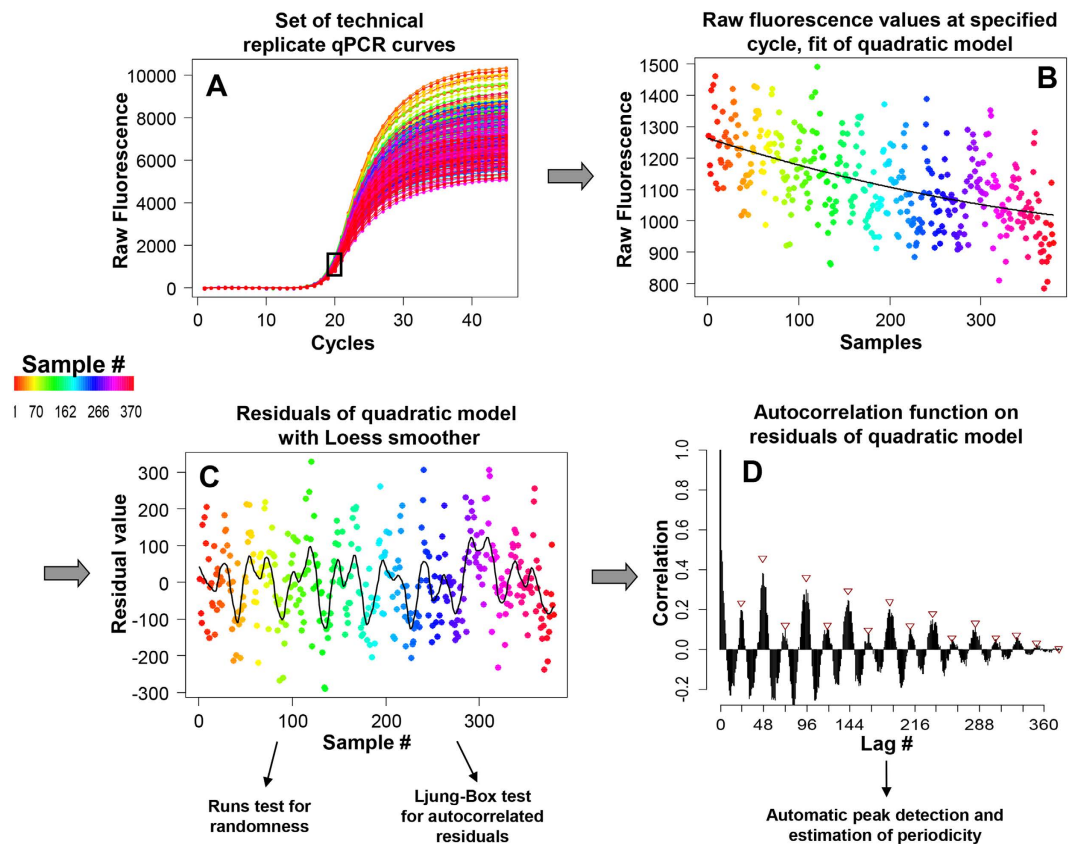 Set of technical
replicate qPCR curves
A
10000
8000
6000
4000
2000
0
Raw Fluorescence
0 10 20 30 40
Cycles
Raw fluorescence values at specified
cycle, fit of quadratic model
B
1500
1400
1300
1200
1100
1000
900
800
Raw Fluorescence
0 100 200 300
Samples
Sample #
1 70 162 266 370
Residuals of quadratic model
with Loess smoother
C
300
200
100
0
-100
-200
-300
Residual value
0 100 200 300
Sample #
Runs test for
randomness
Ljung-Box test
for autocorrelated
residuals
Autocorrelation function on
residuals of quadratic model
D
1.0
0.8
0.6
0.4
0.2
0.0
-0.2
Correlation
0 48 96 144 216 288 360
Lag #
Automatic peak detection and
estimation of periodicity